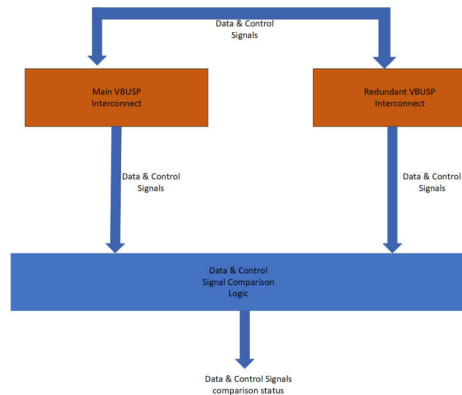 Data & Control
Signals
Main VBUSP
Interconnect
Redundant VBUSP
Interconnect
Data & Control
Signals
Data & Control
Signals
Data & Control
Signal Comparison
Logic
Data & Control Signals
comparison status